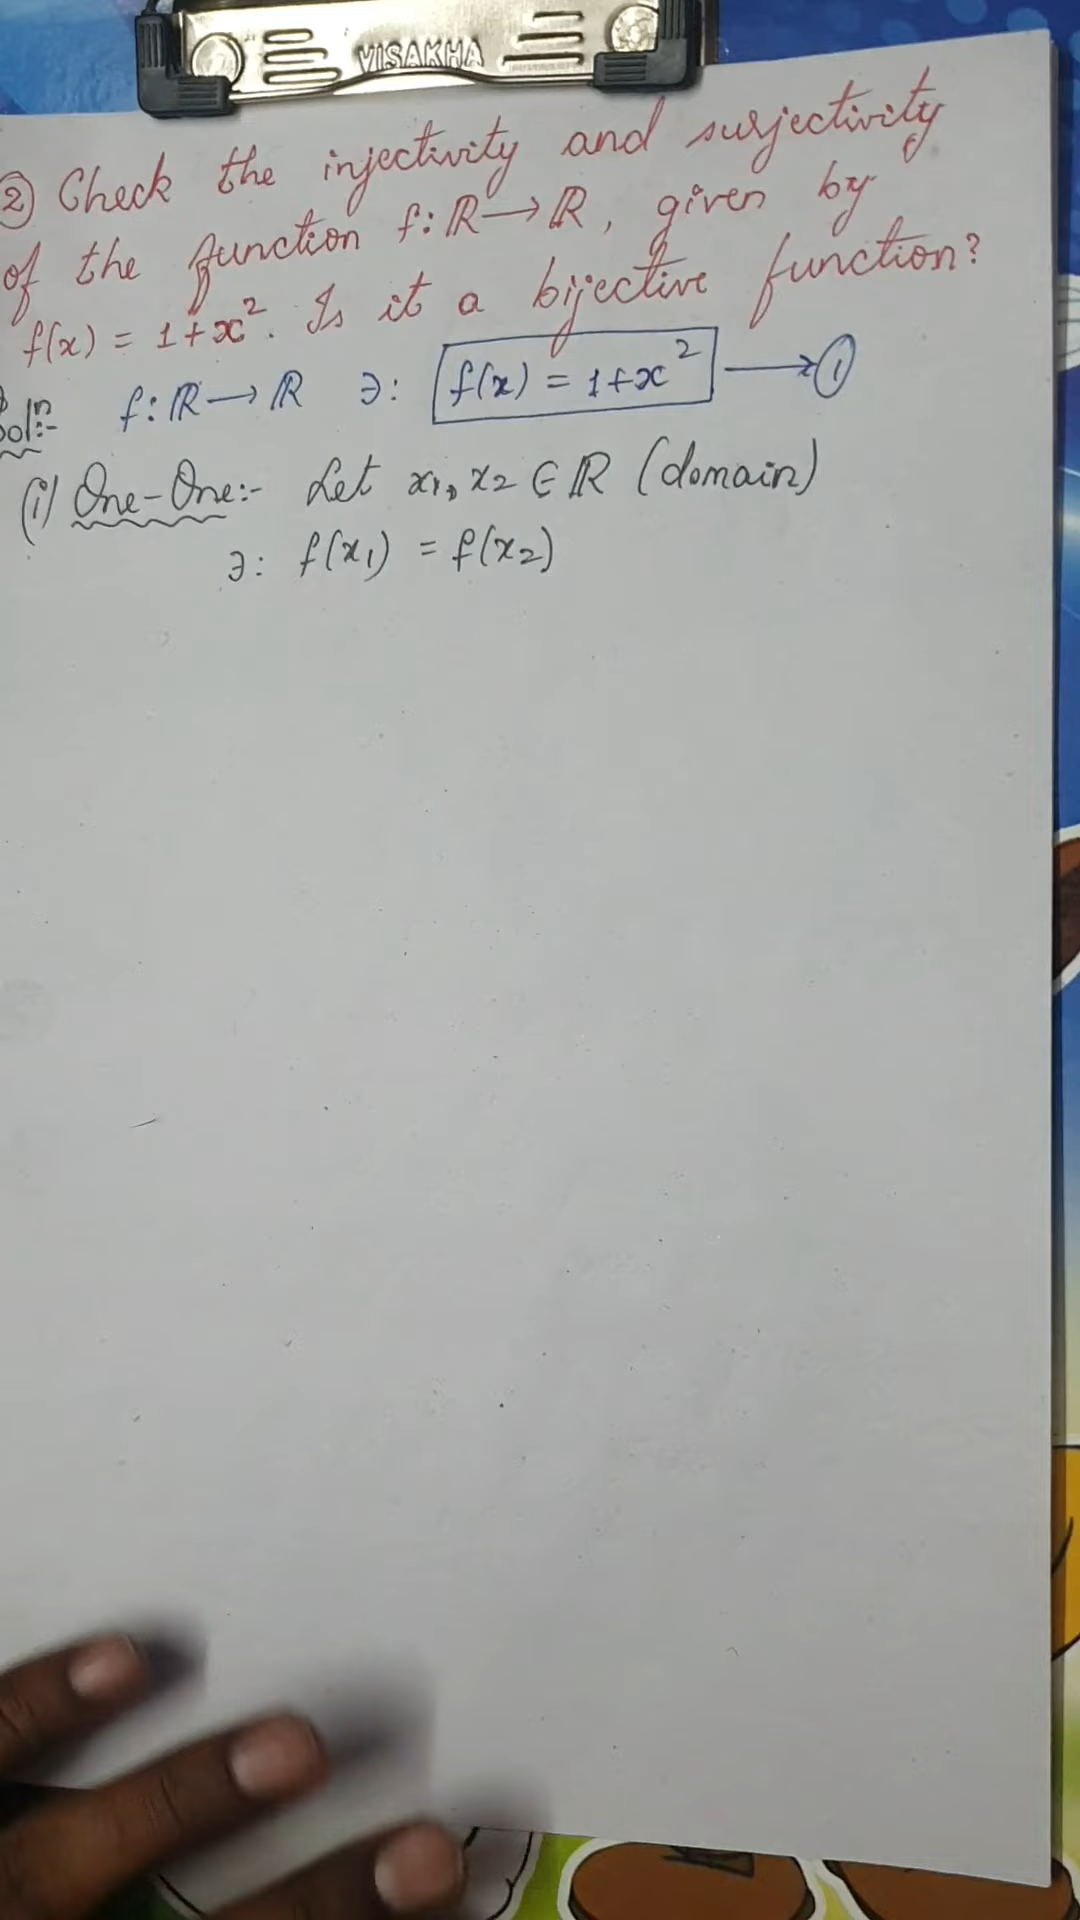 VISAKHA
② Check the injectivity and surjectivity
of the function f: ℝ → ℝ, given by
f(x) = 1+x². Is it a bijective function?
Soln:- f: ℝ → ℝ ∋: f(x) = 1+x² → ①
(i) One-One:- Let x₁, x₂ ∈ ℝ (domain)
∋: f(x₁) = f(x₂)